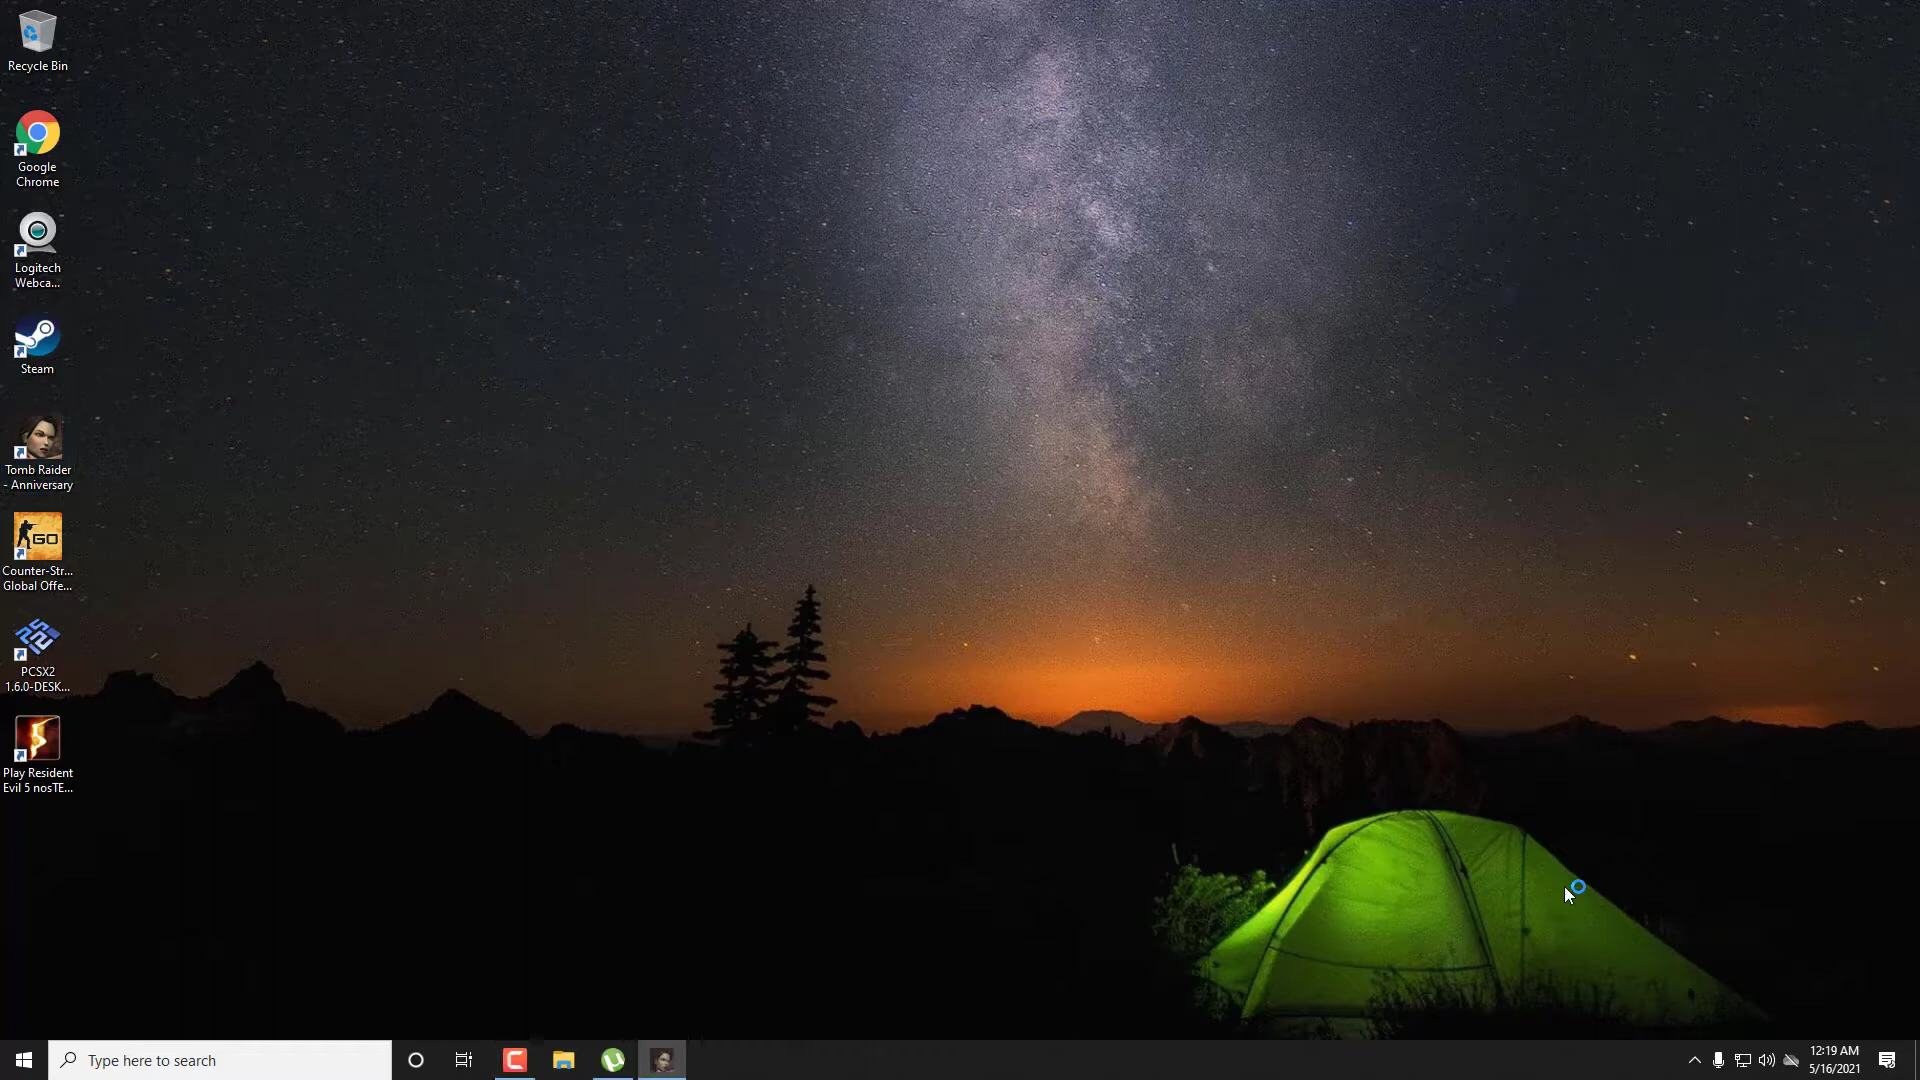 Recycle Bin
Google
Chrome
Logitech
Webca...
Steam
Tomb Raider
- Anniversary
GO
Counter-Str...
Global Offe...
PCSX2
1.6.0-DESK...
Play Resident
Evil 5 nosTE...
Type here to search
12:19 AM
5/16/2021